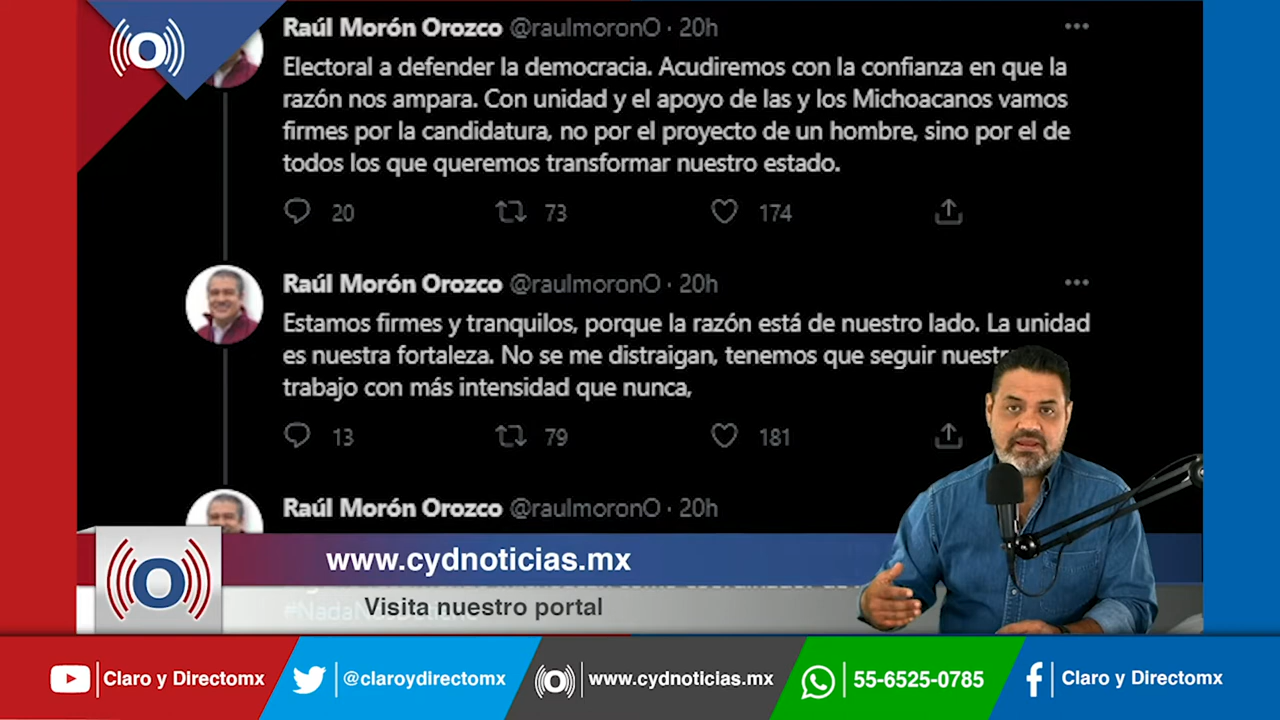 Raúl Morón Orozco @raulmoronO · 20h
Electoral a defender la democracia. Acudiremos con la confianza en que la
razón nos ampara. Con unidad y el apoyo de las y los Michoacanos vamos
firmes por la candidatura, no por el proyecto de un hombre, sino por el de
todos los que queremos transformar nuestro estado.
20 73 174
Raúl Morón Orozco @raulmoronO · 20h
Estamos firmes y tranquilos, porque la razón está de nuestro lado. La unidad
es nuestra fortaleza. No se me distraigan, tenemos que seguir
trabajo con más intensidad que nunca,
13 79 181
Raúl Morón Orozco @raulmoronO · 20h
www.cydnoticias.mx
Visita nuestro portal
Claro y Directomx @claroydirectomx www.cydnoticias.mx 55-6525-0785 Claro y Directomx